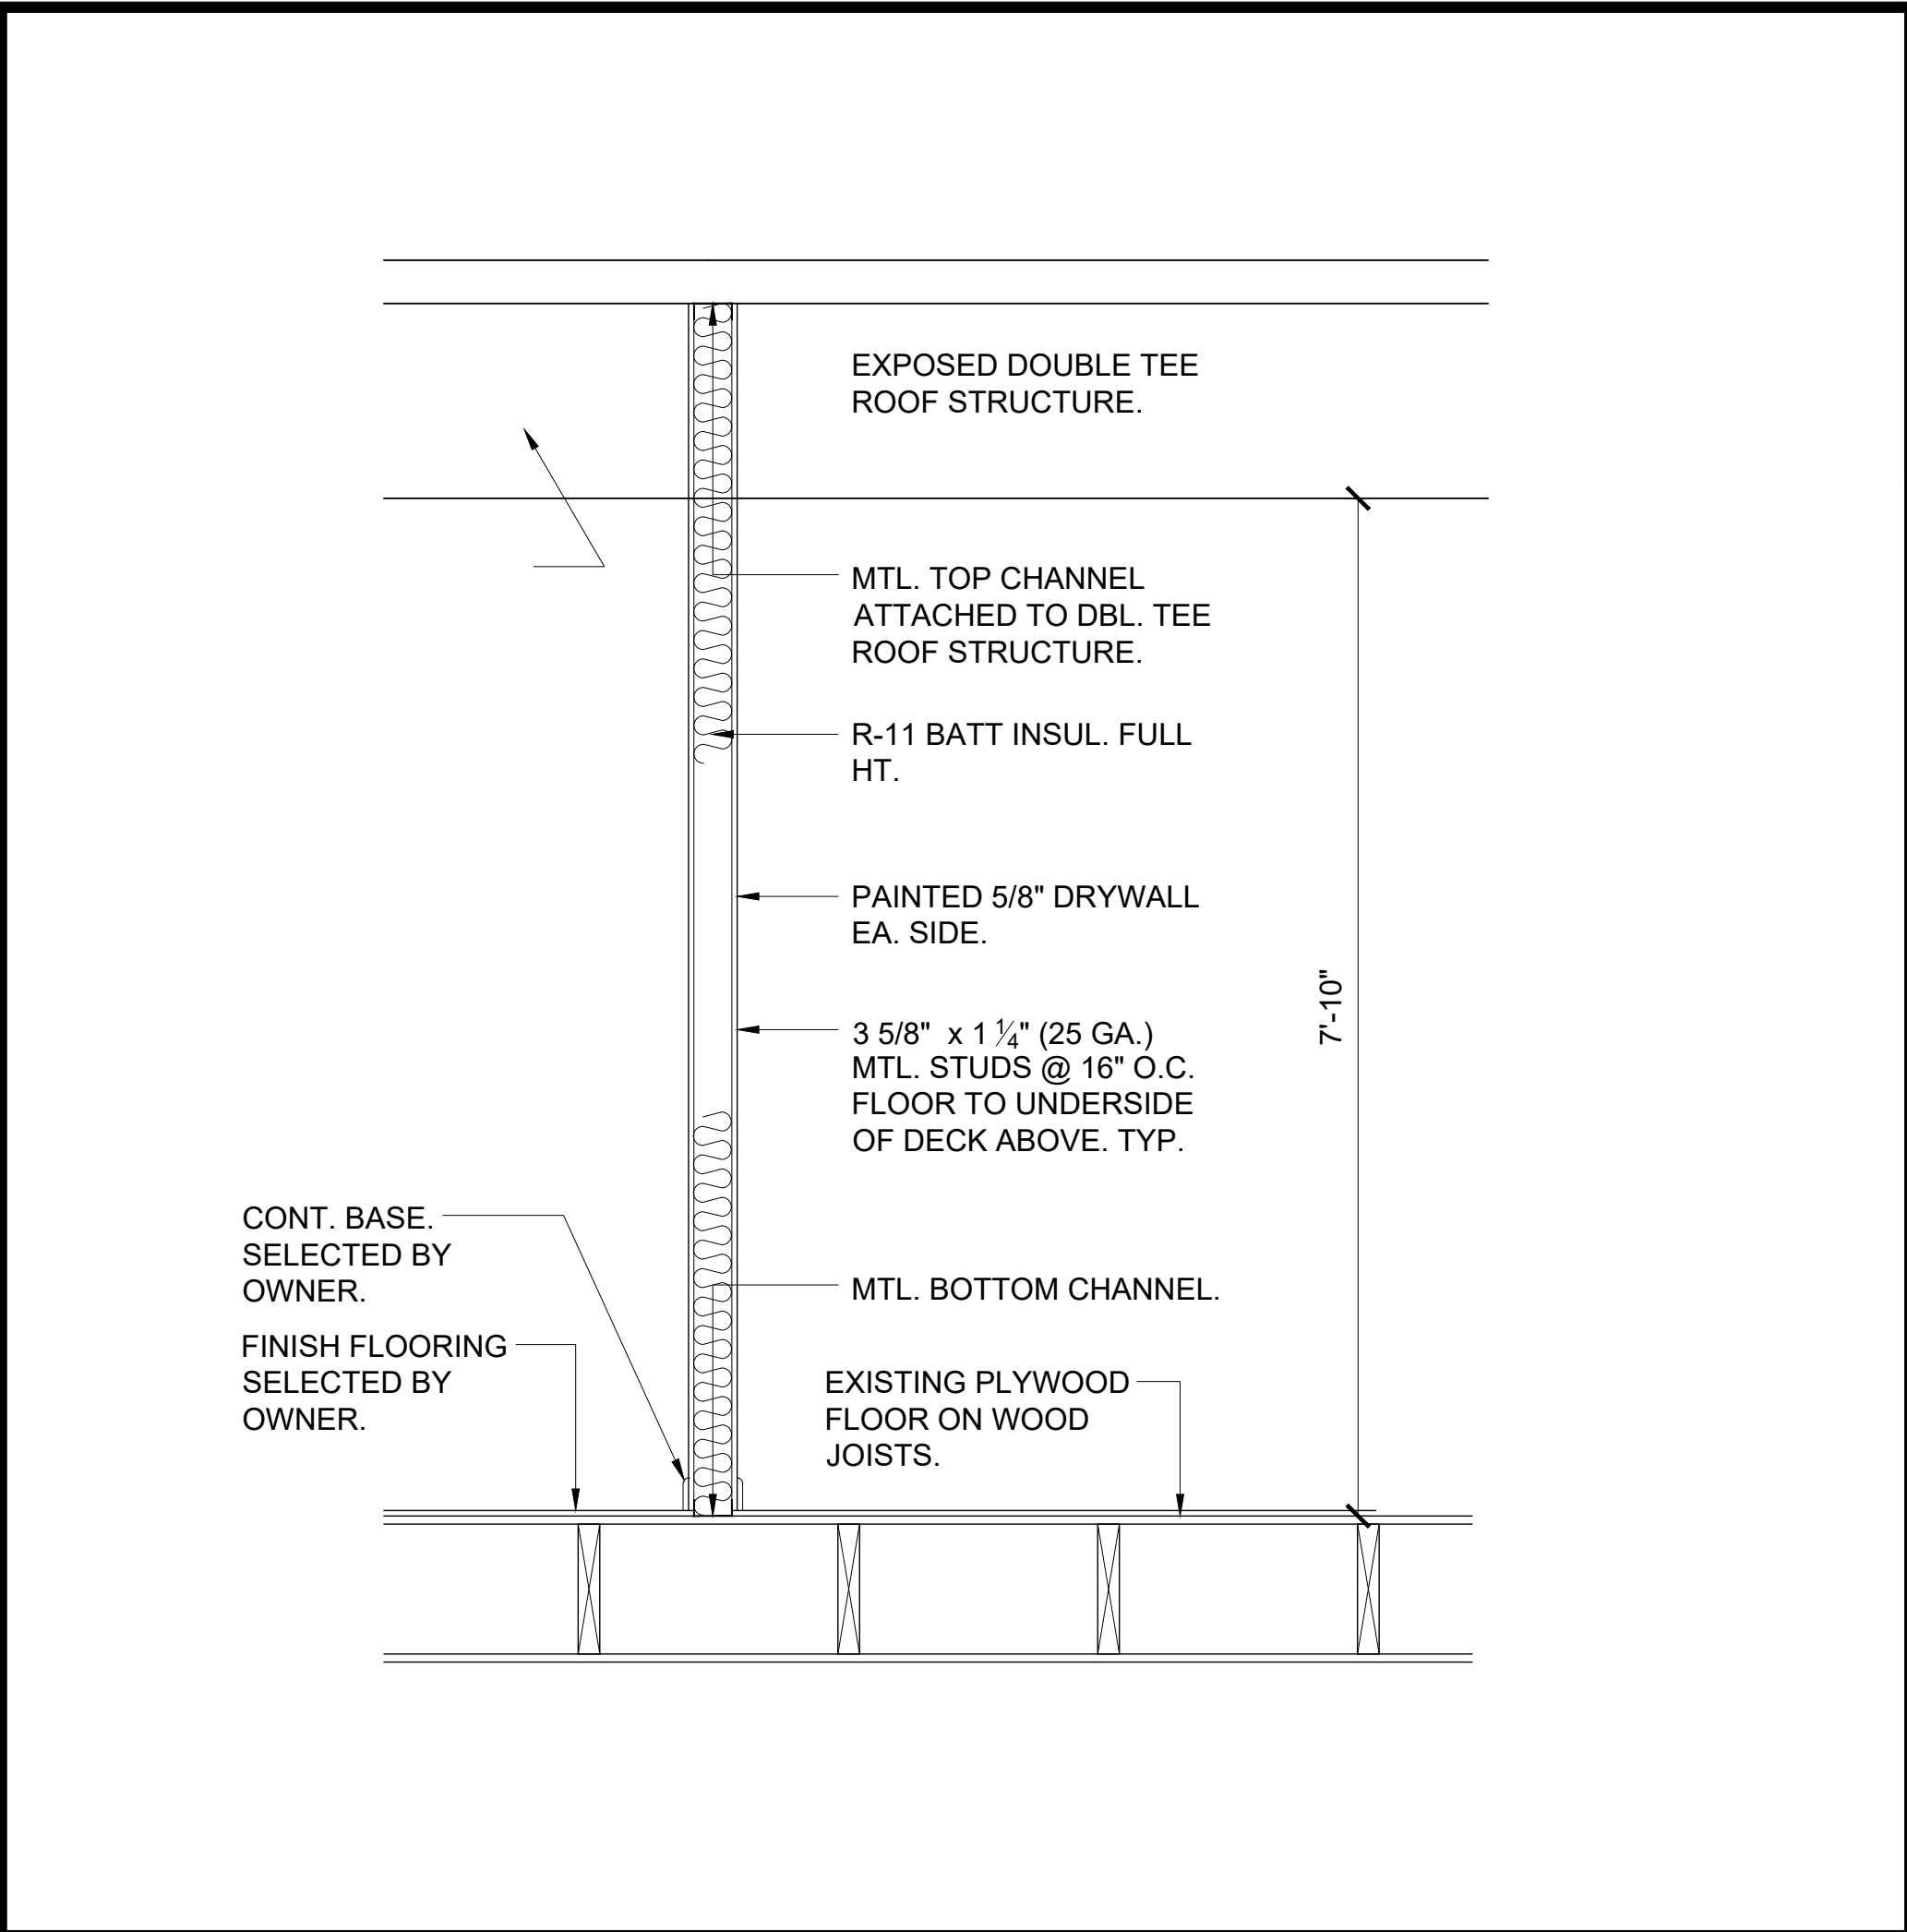 EXPOSED DOUBLE TEE
ROOF STRUCTURE.
MTL. TOP CHANNEL
ATTACHED TO DBL. TEE
ROOF STRUCTURE.
R-11 BATT INSUL. FULL
HT.
PAINTED 5/8" DRYWALL
EA. SIDE.
7'-10"
3 5/8" x 1 1/4" (25 GA.)
MTL. STUDS @ 16" O.C.
FLOOR TO UNDERSIDE
OF DECK ABOVE. TYP.
CONT. BASE.
SELECTED BY
OWNER.
MTL. BOTTOM CHANNEL.
FINISH FLOORING
SELECTED BY
OWNER.
EXISTING PLYWOOD
FLOOR ON WOOD
JOISTS.